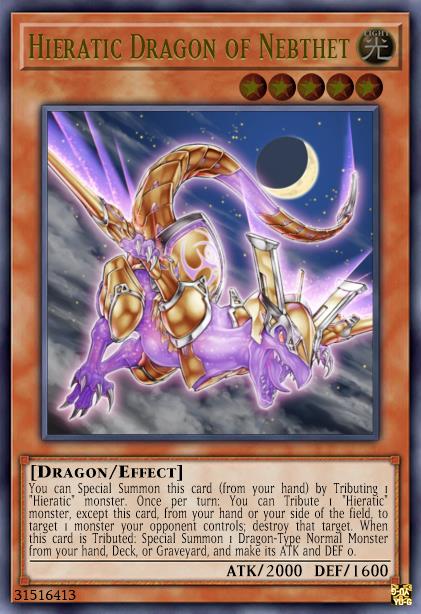 Hieratic Dragon of Nebthet
LIGHT
光
[Dragon/Effect]
You can Special Summon this card (from your hand) by Tributing 1
"Hieratic" monster. Once per turn: You can Tribute 1 "Hieratic"
monster, except this card, from your hand or your side of the field, to
target 1 monster your opponent controls; destroy that target. When
this card is Tributed: Special Summon 1 Dragon-Type Normal Monster
from your hand, Deck, or Graveyard, and make its ATK and DEF 0.
ATK/2000 DEF/1600
31516413